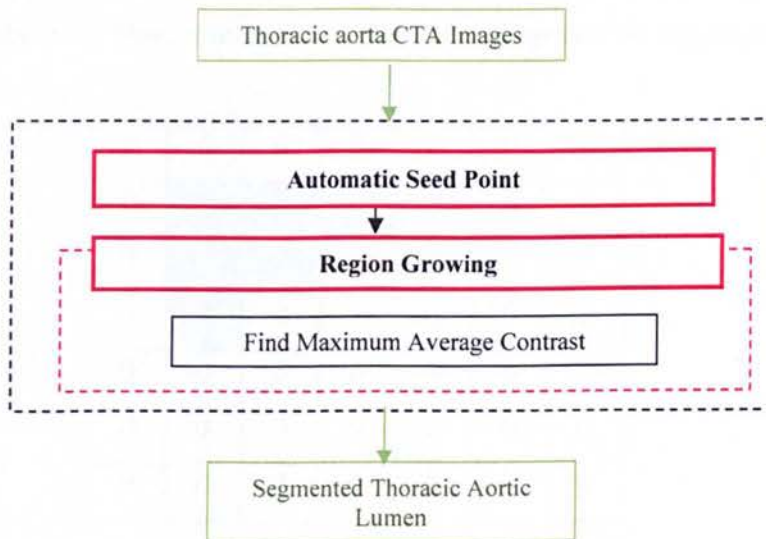 Thoracic aorta CTA Images
Automatic Seed Point
Region Growing
Find Maximum Average Contrast
Segmented Thoracic Aortic
Lumen